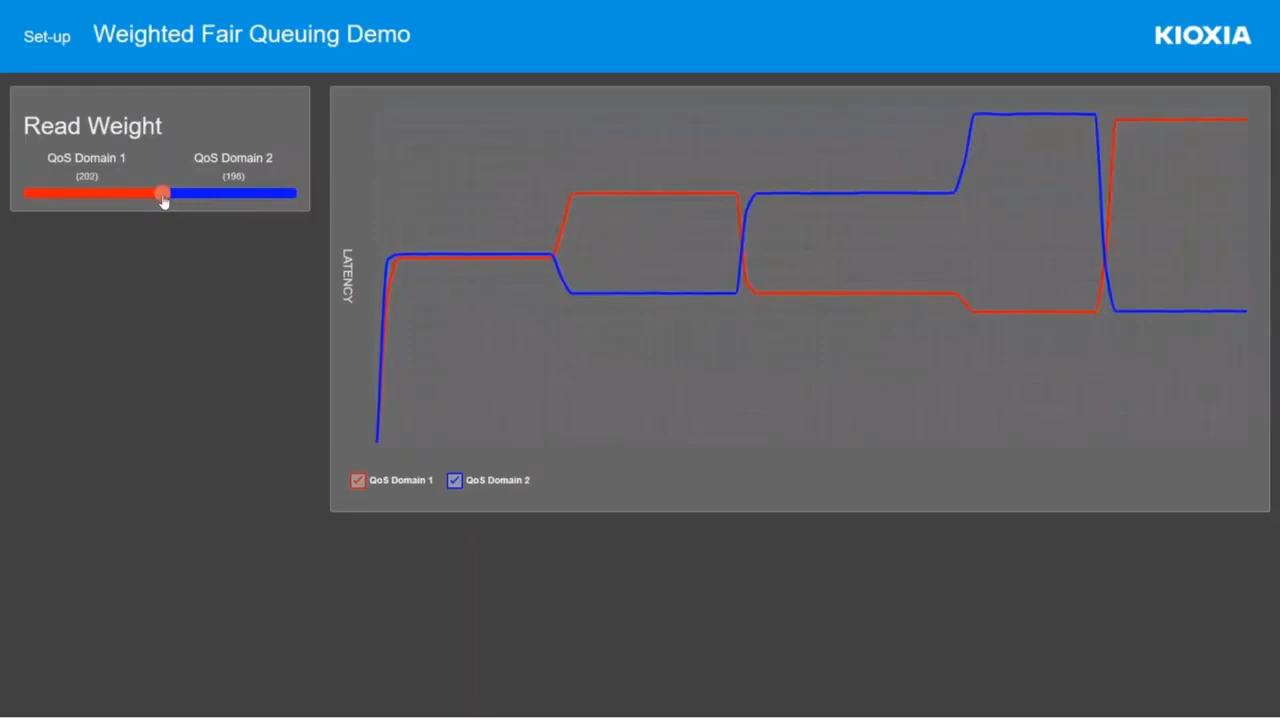 Set-up Weighted Fair Queuing Demo
KIOXIA
Read Weight
QoS Domain 1 QoS Domain 2
(202) (196)
LATENCY
QoS Domain 1 QoS Domain 2